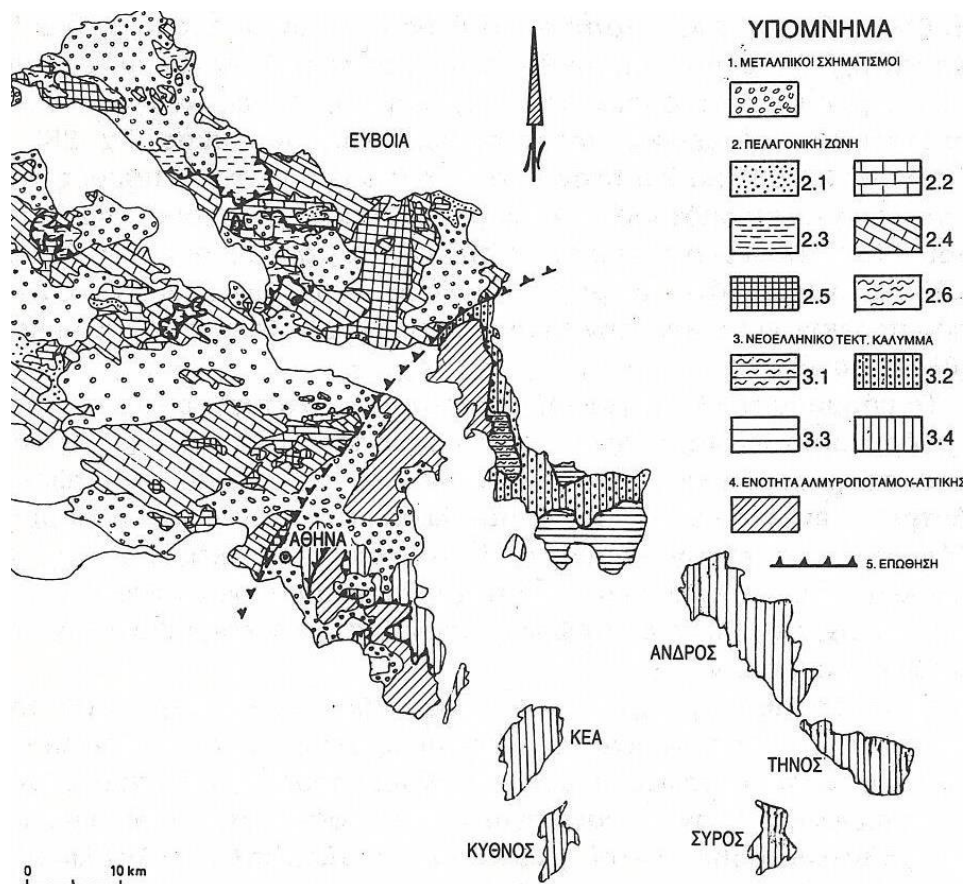 ΥΠΟΜΝΗΜΑ
1. ΜΕΤΑΛΠΙΚΟΙ ΣΧΗΜΑΤΙΣΜΟΙ
2. ΠΕΛΑΓΟΝΙΚΗ ΖΩΝΗ
2.1 2.2
2.3 2.4
2.5 2.6
3. ΝΕΟΕΛΛΗΝΙΚΟ ΤΕΚΤ. ΚΑΛΥΜΜΑ
3.1 3.2
3.3 3.4
4. ΕΝΟΤΗΤΑ ΑΛΜΥΡΟΠΟΤΑΜΟΥ-ΑΤΤΙΚΗΣ
5. ΕΠΩΘΗΣΗ
ΕΥΒΟΙΑ
ΑΘΗΝΑ
ΑΝΔΡΟΣ
ΚΕΑ
ΤΗΝΟΣ
ΚΥΘΝΟΣ
ΣΥΡΟΣ
0 10 km